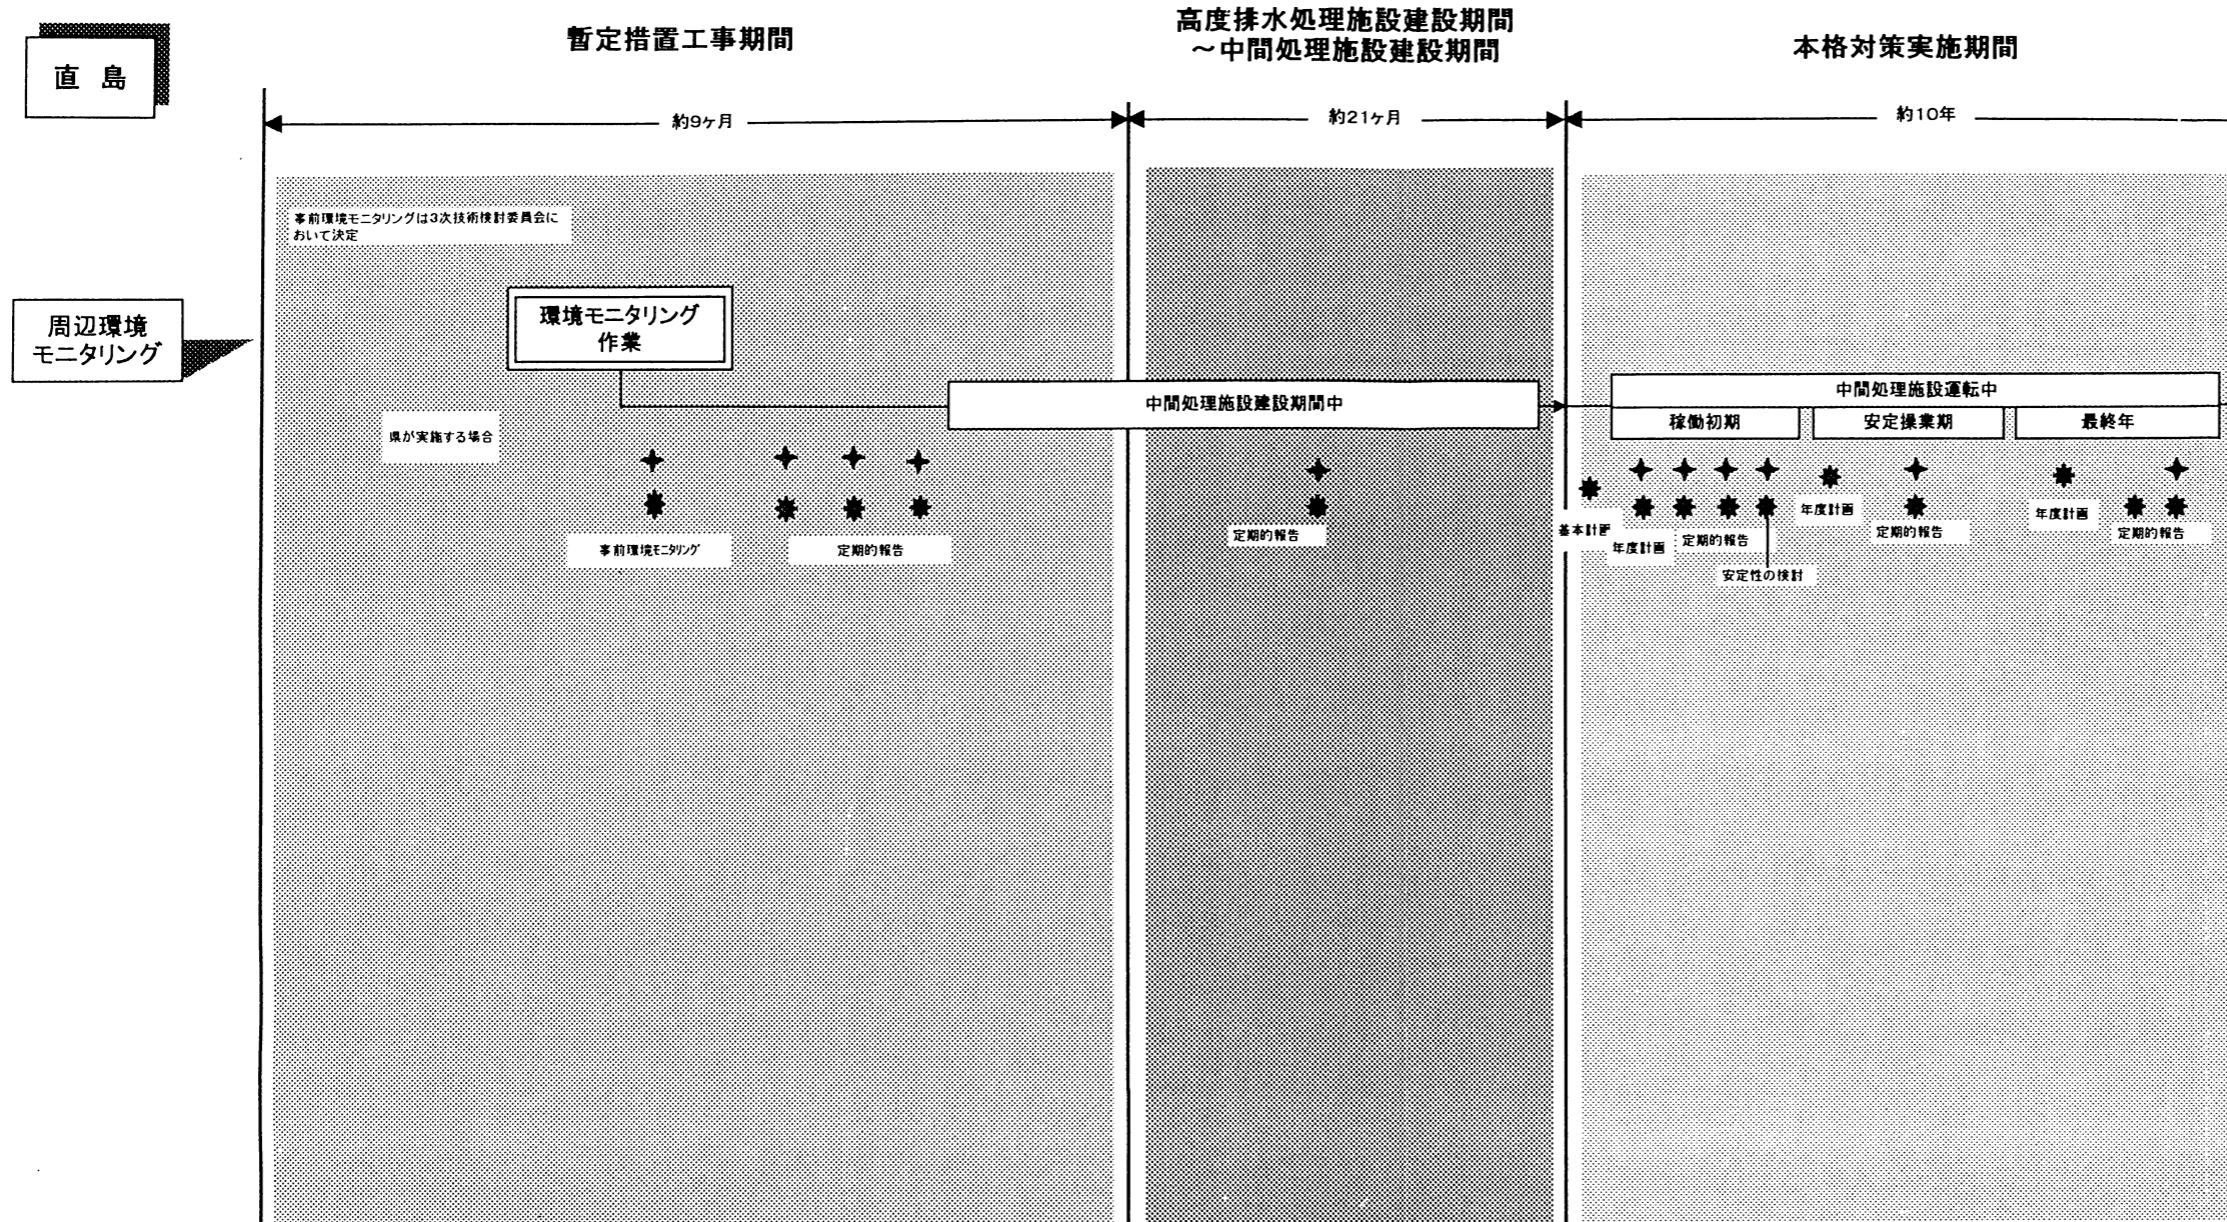 直 島
暫定措置工事期間
高度排水処理施設建設期間
～中間処理施設建設期間
本格対策実施期間
約9ヶ月
約21ヶ月
約10年
事前環境モニタリングは3次技術検討委員会に
おいて決定
周辺環境
モニタリング
環境モニタリング
作業
中間処理施設建設期間中
中間処理施設運転中
稼働初期
安定操業期
最終年
県が実施する場合
事前環境モニタリング
定期的報告
定期的報告
基本計画
年度計画
定期的報告
安定性の検討
年度計画
定期的報告
年度計画
定期的報告